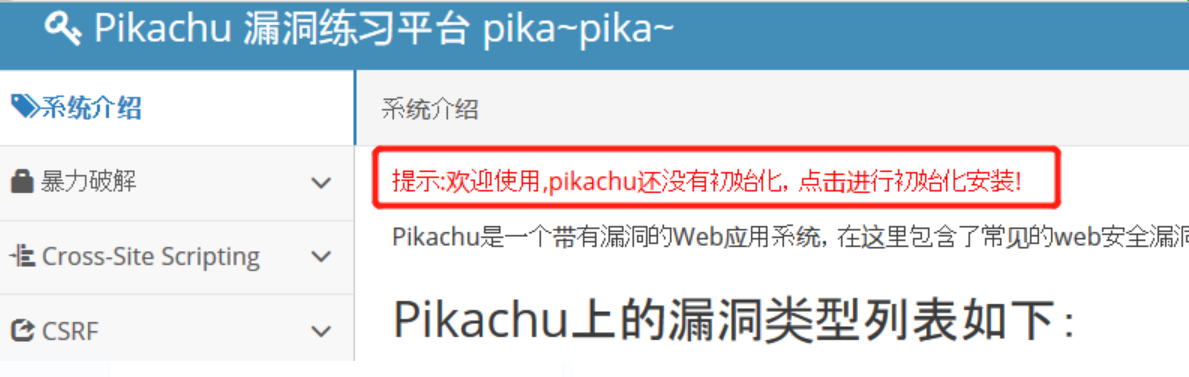 Pikachu 漏洞练习平台 pika~pika~
系统介绍
系统介绍
暴力破解
提示:欢迎使用,pikachu还没有初始化，点击进行初始化安装!
Pikachu是一个带有漏洞的Web应用系统，在这里包含了常见的web安全漏
Cross-Site Scripting
Pikachu上的漏洞类型列表如下:
CSRF